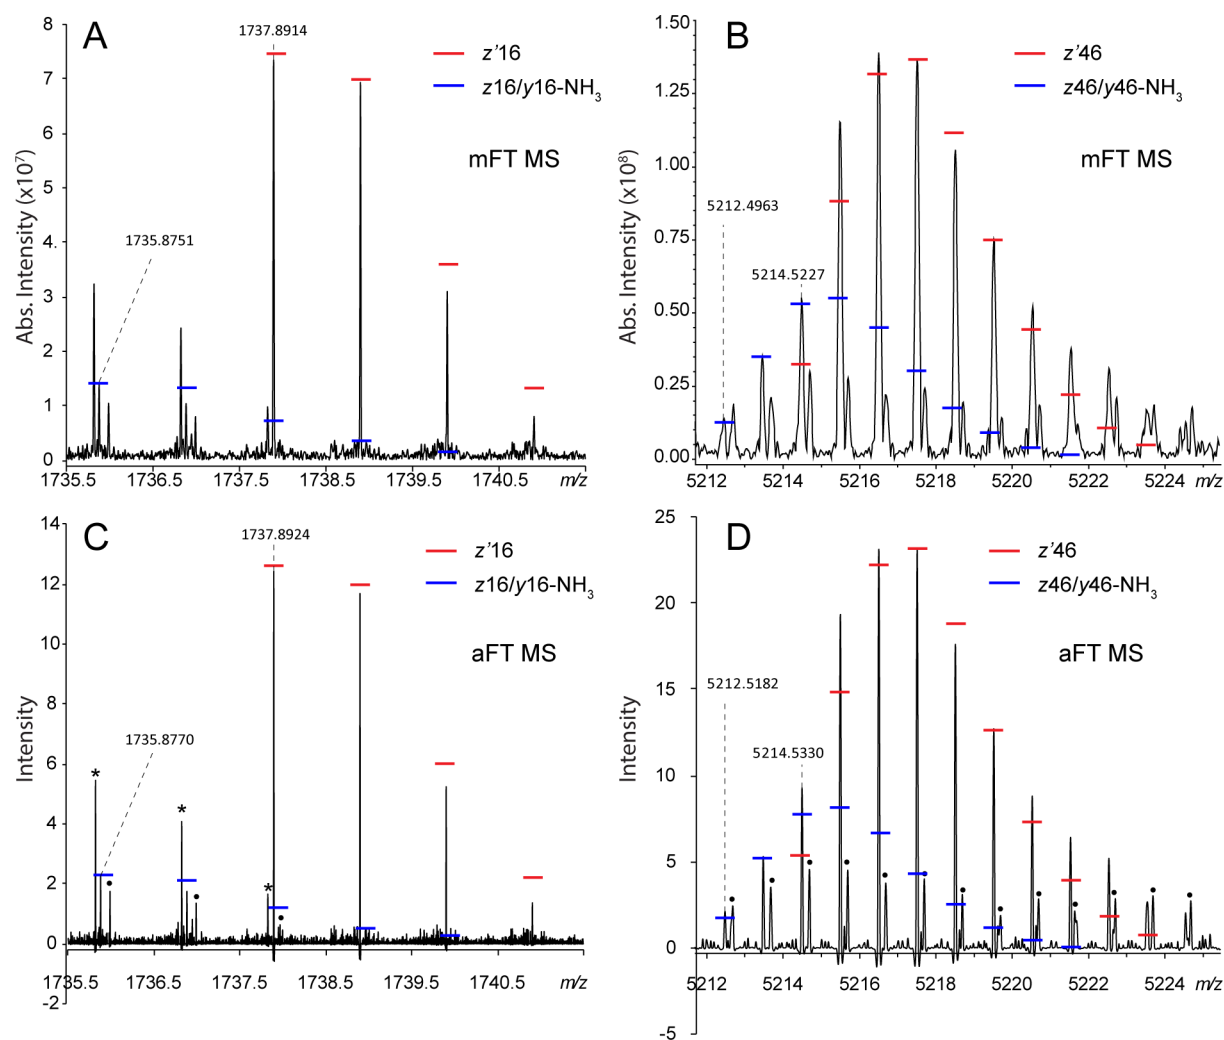 A
8
7
6
5
4
3
2
1
0
Abs. Intensity (x10⁷)
1737.8914
1735.8751
z'16
z16/y16-NH₃
mFT MS
1735.5 1736.5 1737.5 1738.5 1739.5 1740.5 m/z
B
1.50
1.25
1.00
0.75
0.50
0.25
0.00
Abs. Intensity (x10⁸)
5212.4963
5214.5227
z'46
z46/y46-NH₃
mFT MS
5212 5214 5216 5218 5220 5222 5224 m/z
C
14
12
10
8
6
4
2
0
-2
Intensity
1737.8924
1735.8770
* * *
z'16
z16/y16-NH₃
aFT MS
1735.5 1736.5 1737.5 1738.5 1739.5 1740.5 m/z
D
25
20
15
10
5
0
-5
Intensity
5212.5182
5214.5330
z'46
z46/y46-NH₃
aFT MS
5212 5214 5216 5218 5220 5222 5224 m/z